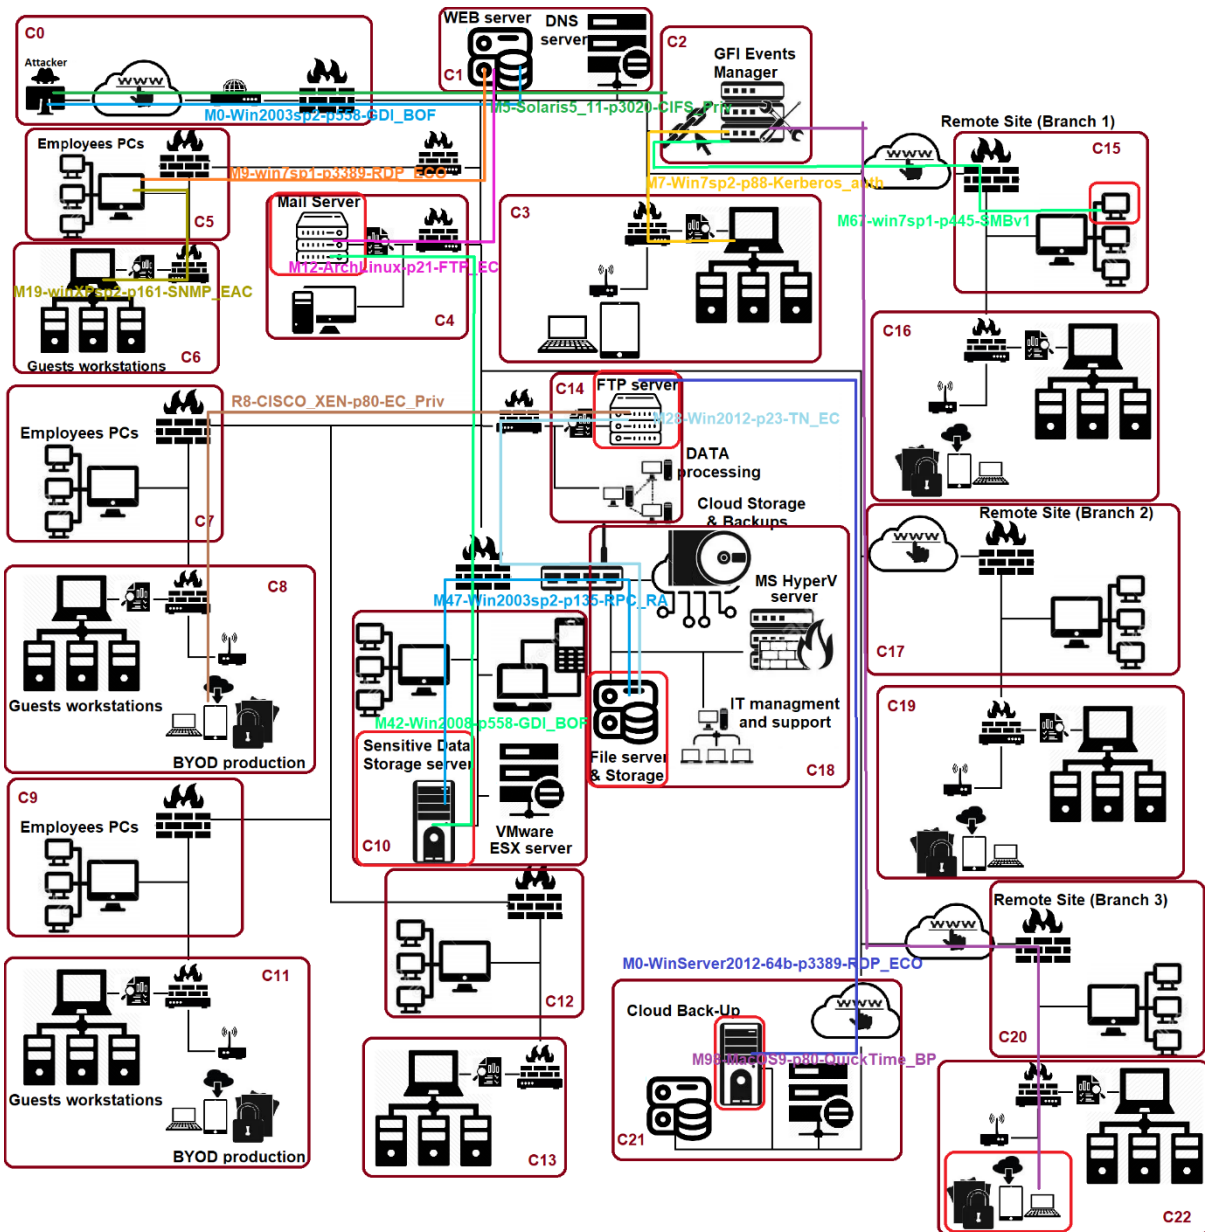 C0
Attacker
WWW
M0-Win2003sp2-p558-GDI_BOF
WEB server
DNS
server
C1
C2
GFI Events
Manager
M5-Solaris5_11-p3020-CIFS_Priv
Employees PCs
M9-win7sp1-p3389-RDP_ECO
C5
Mail Server
M12-ArchLinux-p21-FTP_EC
C4
C3
M7-Win7sp2-p88-Kerberos_auth
WWW
Remote Site (Branch 1)
C15
M67-win7sp1-p445-SMBv1
M19-winXPsp2-p161-SNMP_EAC
C6
Guests workstations
C16
R8-CISCO_XEN-p80-EC_Priv
Employees PCs
C7
C14
FTP server
M28-Win2012-p23-TN_EC
DATA
processing
Cloud Storage
& Backups
WWW
Remote Site (Branch 2)
C17
C8
Guests workstations
BYOD production
M47-Win2003sp2-p135-RPC_RA
MS HyperV
server
M42-Win2008-p558-GDI_BOF
IT managment
and support
Sensitive Data
Storage server
File server
& Storage
C18
C19
C9
Employees PCs
C10
VMware
ESX server
C12
WWW
Remote Site (Branch 3)
M0-WinServer2012-64b-p3389-RDP_ECO
C11
Guests workstations
BYOD production
C13
Cloud Back-Up
WWW
M98-MacOS9-p80-QuickTime_BP
C21
C20
C22